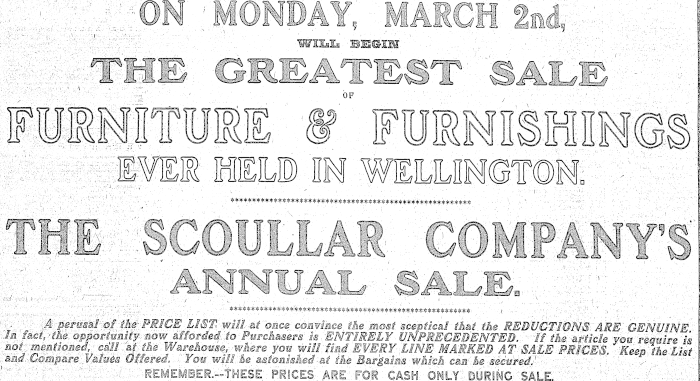 ON MONDAY, MARCH 2nd,
WILL BEGIN
THE GREATEST SALE
OF
FURNITURE & FURNISHINGS
EVER HELD IN WELLINGTON.
THE SCOULLAR COMPANY'S
ANNUAL SALE.
A perusal of the PRICE LIST will at once convince the most sceptical that the REDUCTIONS ARE GENUINE.
In fact, the opportunity now afforded to Purchasers is ENTIRELY UNPRECEDENTED. If the article you require is
not mentioned, call at the Warehouse, where you will find EVERY LINE MARKED AT SALE PRICES. Keep the List
and Compare Values Offered. You will be astonished at the Bargains which can be secured.
REMEMBER.--THESE PRICES ARE FOR CASH ONLY DURING SALE.